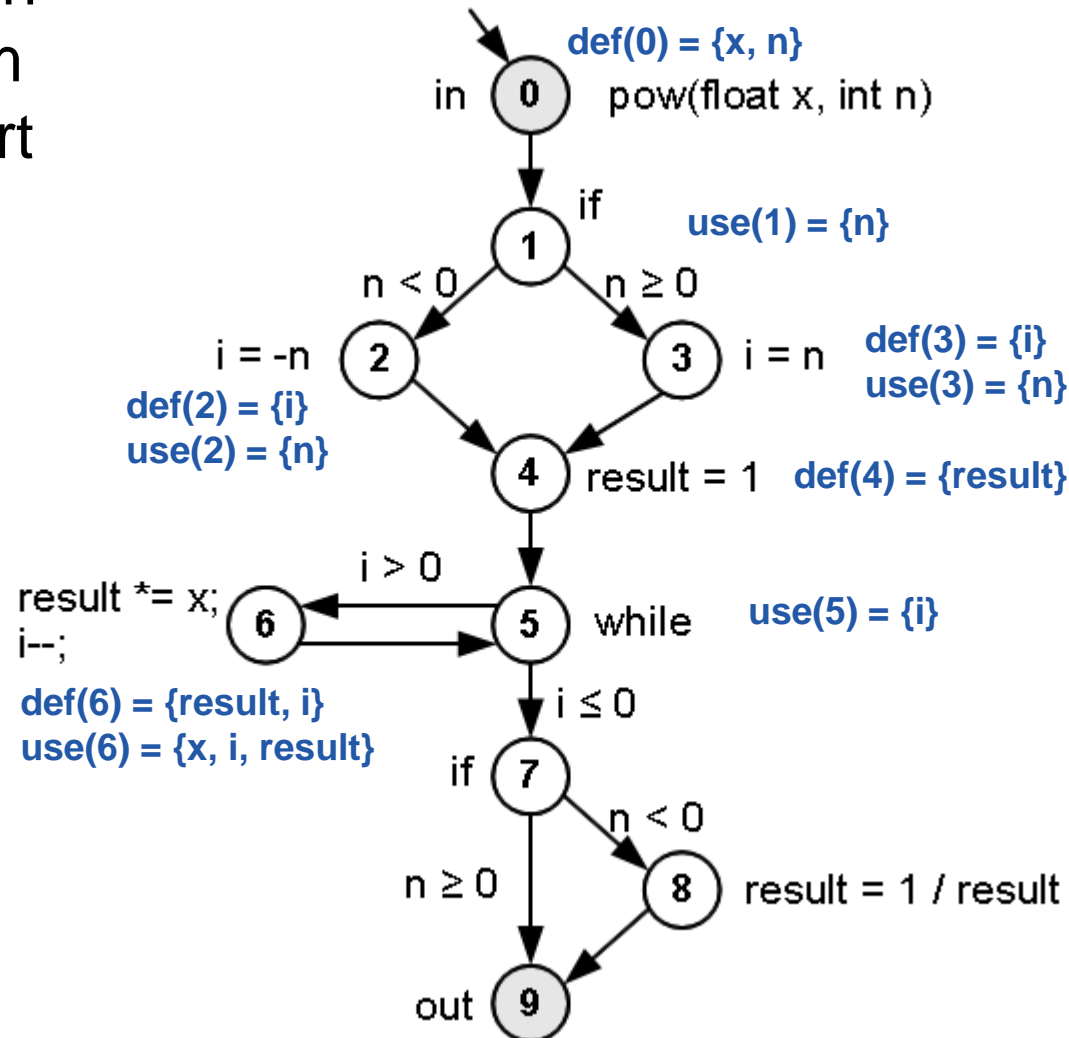 rt
def(0) = {x, n}
in
0
pow(float x, int n)
if
use(1) = {n}
1
n < 0
n ≥ 0
i = -n
2
3
i = n
def(3) = {i}
use(3) = {n}
def(2) = {i}
use(2) = {n}
4
result = 1
def(4) = {result}
i > 0
result *= x;
i--;
6
5
while
use(5) = {i}
def(6) = {result, i}
use(6) = {x, i, result}
i ≤ 0
if
7
n < 0
n ≥ 0
8
result = 1 / result
out
9